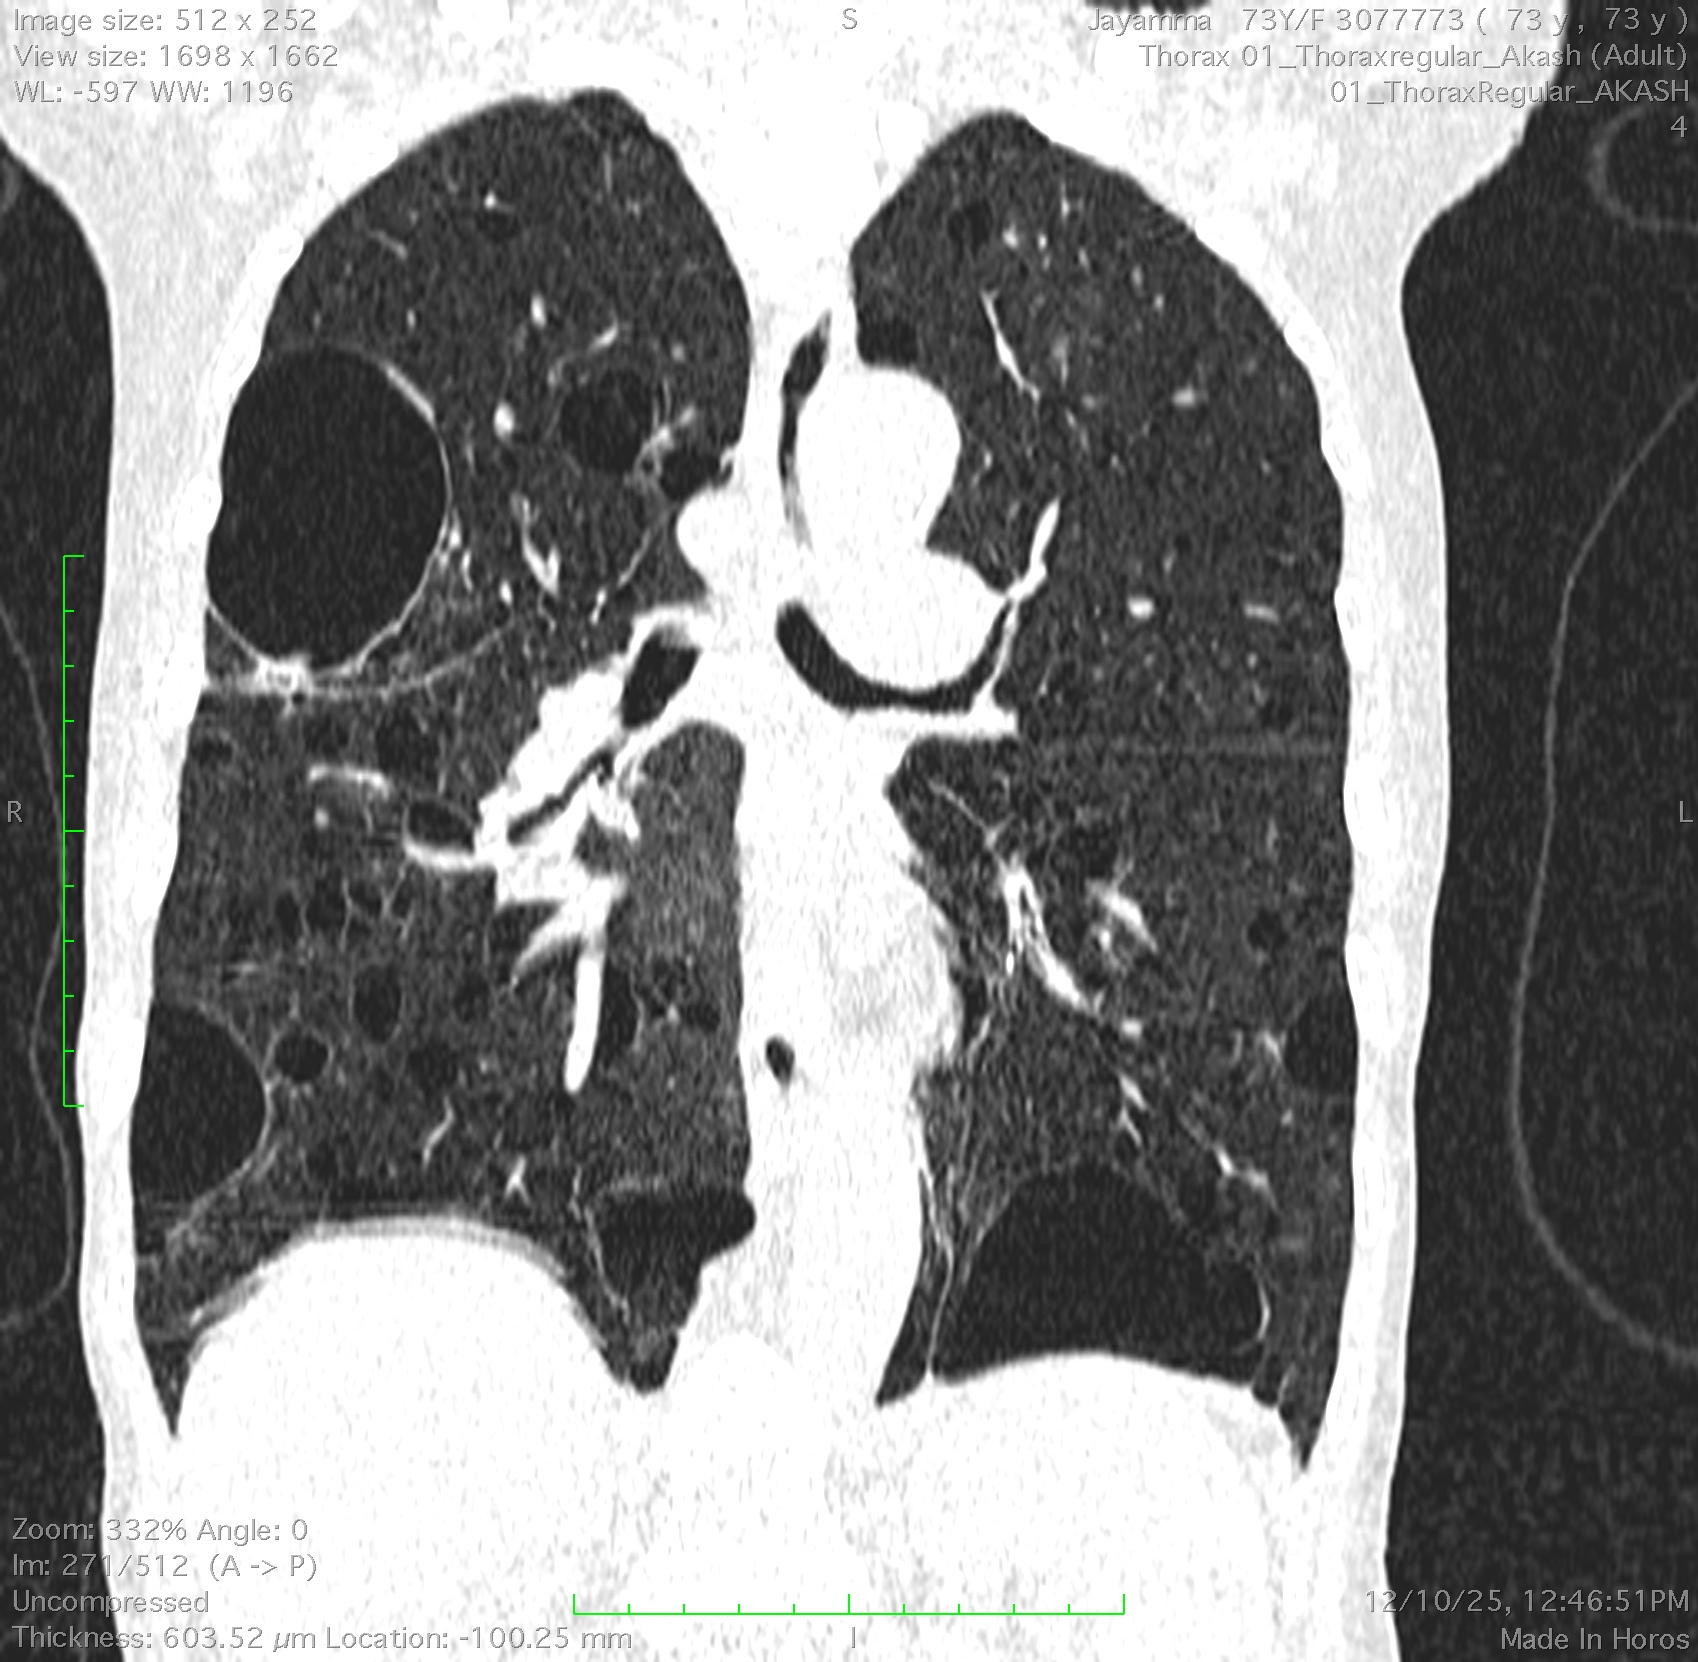 Image size: 512 x 252
View size: 1698 x 1662
WL: -597 WW: 1196
S
Jayamma 73Y/F 3077773 ( 73 y , 73 y )
Thorax 01_Thoraxregular_Akash (Adult)
01_ThoraxRegular_AKASH
4
R
L
Zoom: 332% Angle: 0
Im: 271/512 (A -> P)
Uncompressed
Thickness: 603.52 µm Location: -100.25 mm
I
12/10/25, 12:46:51PM
Made In Horos